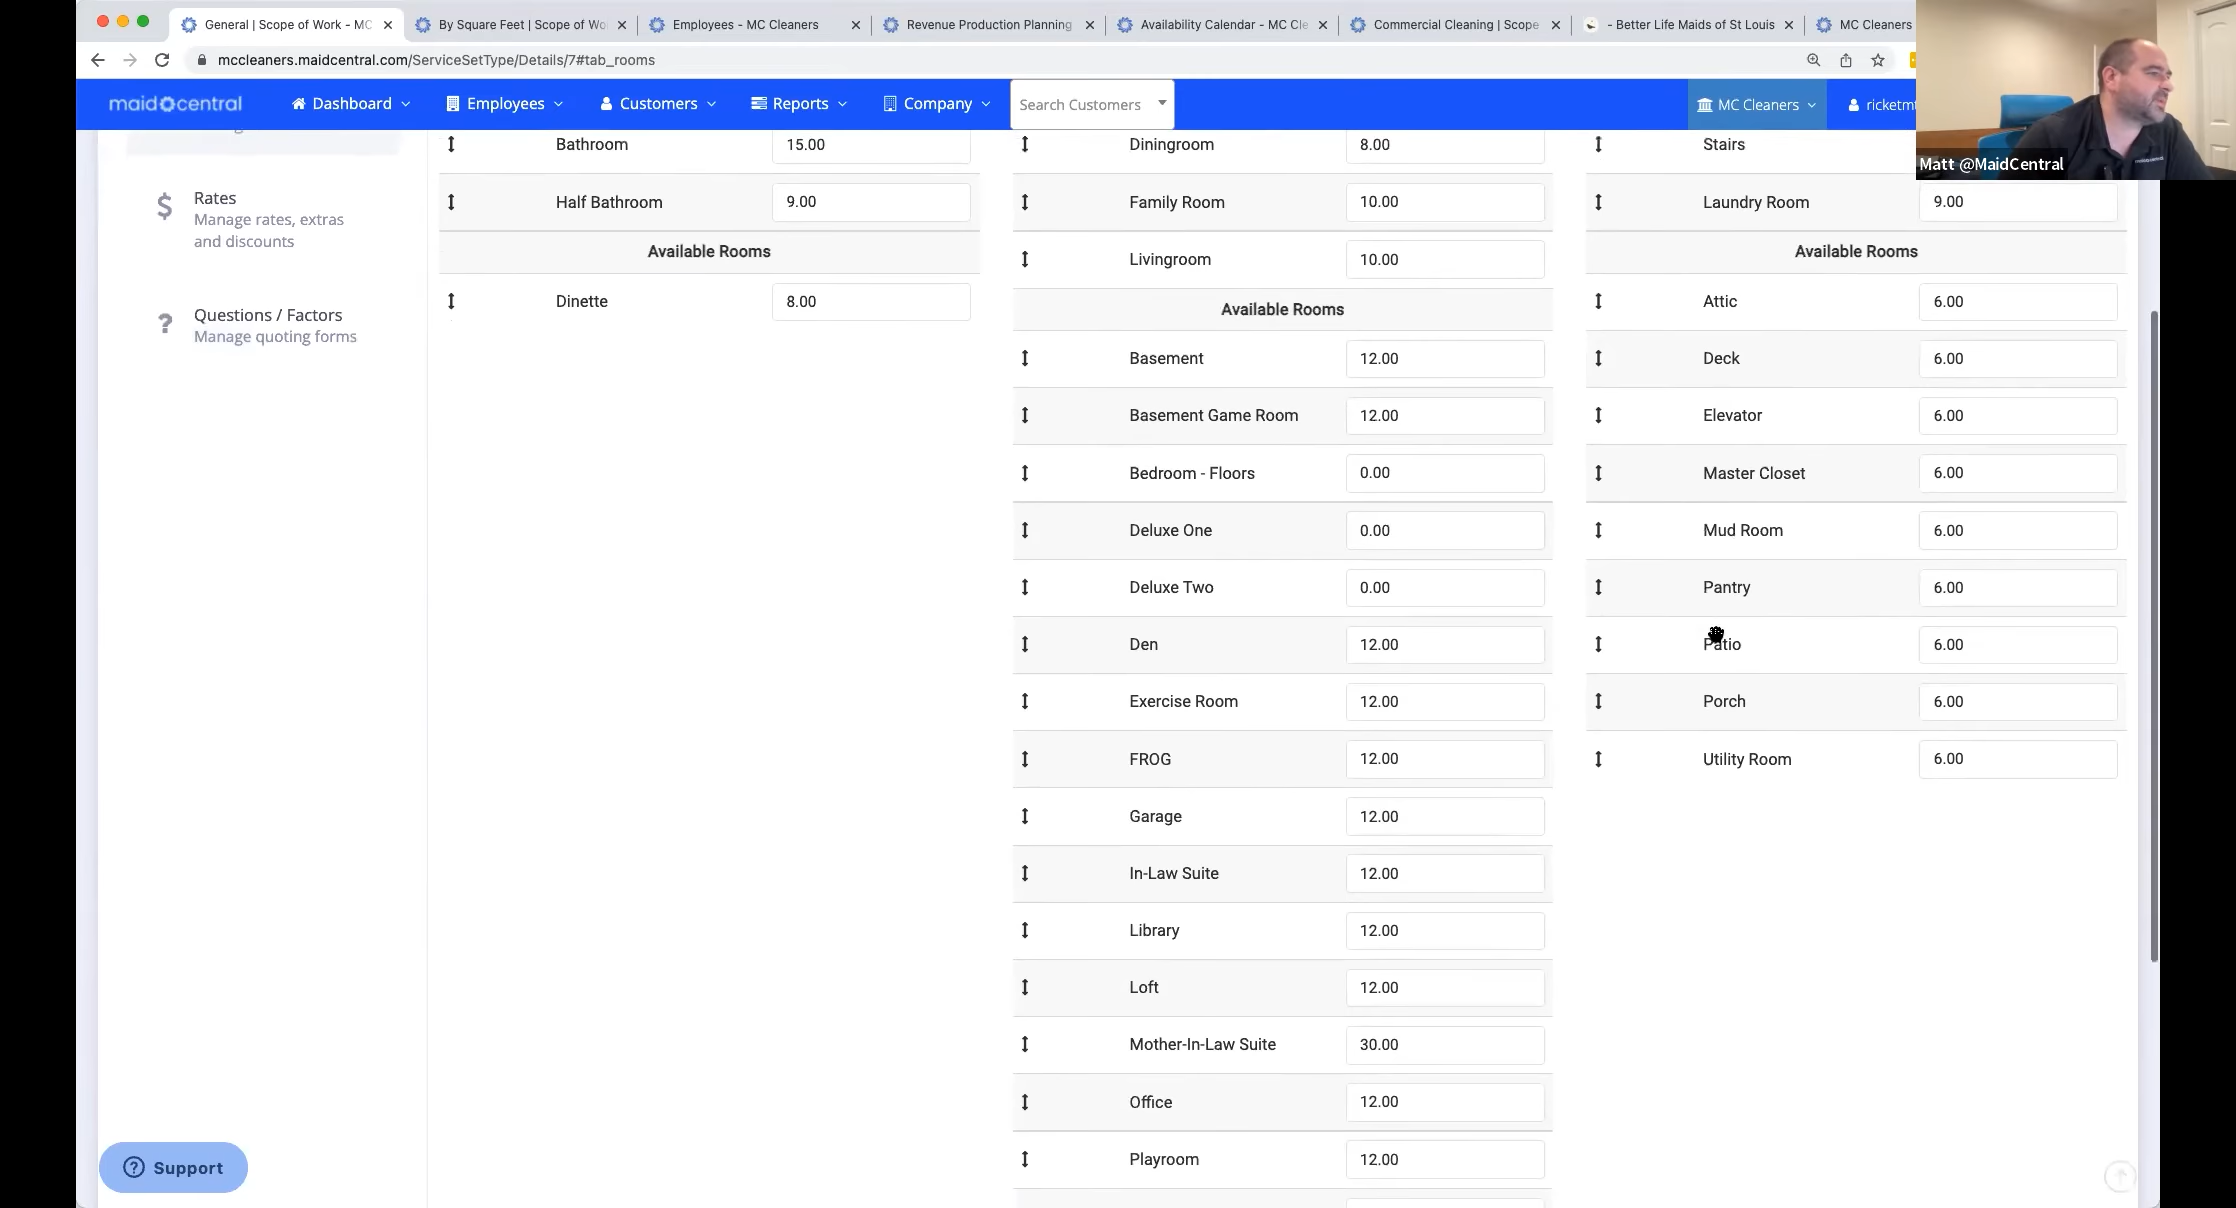 General | Scope of Work - MC
By Square Feet | Scope of Wo
Employees - MC Cleaners
Revenue Production Planning
Availability Calendar - MC Cle
Commercial Cleaning | Scope
- Better Life Maids of St Louis
MC Cleaners
mccleaners.maidcentral.com/ServiceSetType/Details/7#tab_rooms
maidcentral
Dashboard
Employees
Customers
Reports
Company
Search Customers
MC Cleaners
ricketmt
Matt @MaidCentral
Rates
Manage rates, extras
and discounts
Questions / Factors
Manage quoting forms
Bathroom 15.00
Half Bathroom 9.00
Available Rooms
Dinette 8.00
Diningroom 8.00
Family Room 10.00
Livingroom 10.00
Available Rooms
Basement 12.00
Basement Game Room 12.00
Bedroom - Floors 0.00
Deluxe One 0.00
Deluxe Two 0.00
Den 12.00
Exercise Room 12.00
FROG 12.00
Garage 12.00
In-Law Suite 12.00
Library 12.00
Loft 12.00
Mother-In-Law Suite 30.00
Office 12.00
Playroom 12.00
Stairs
Laundry Room 9.00
Available Rooms
Attic 6.00
Deck 6.00
Elevator 6.00
Master Closet 6.00
Mud Room 6.00
Pantry 6.00
Patio 6.00
Porch 6.00
Utility Room 6.00
Support